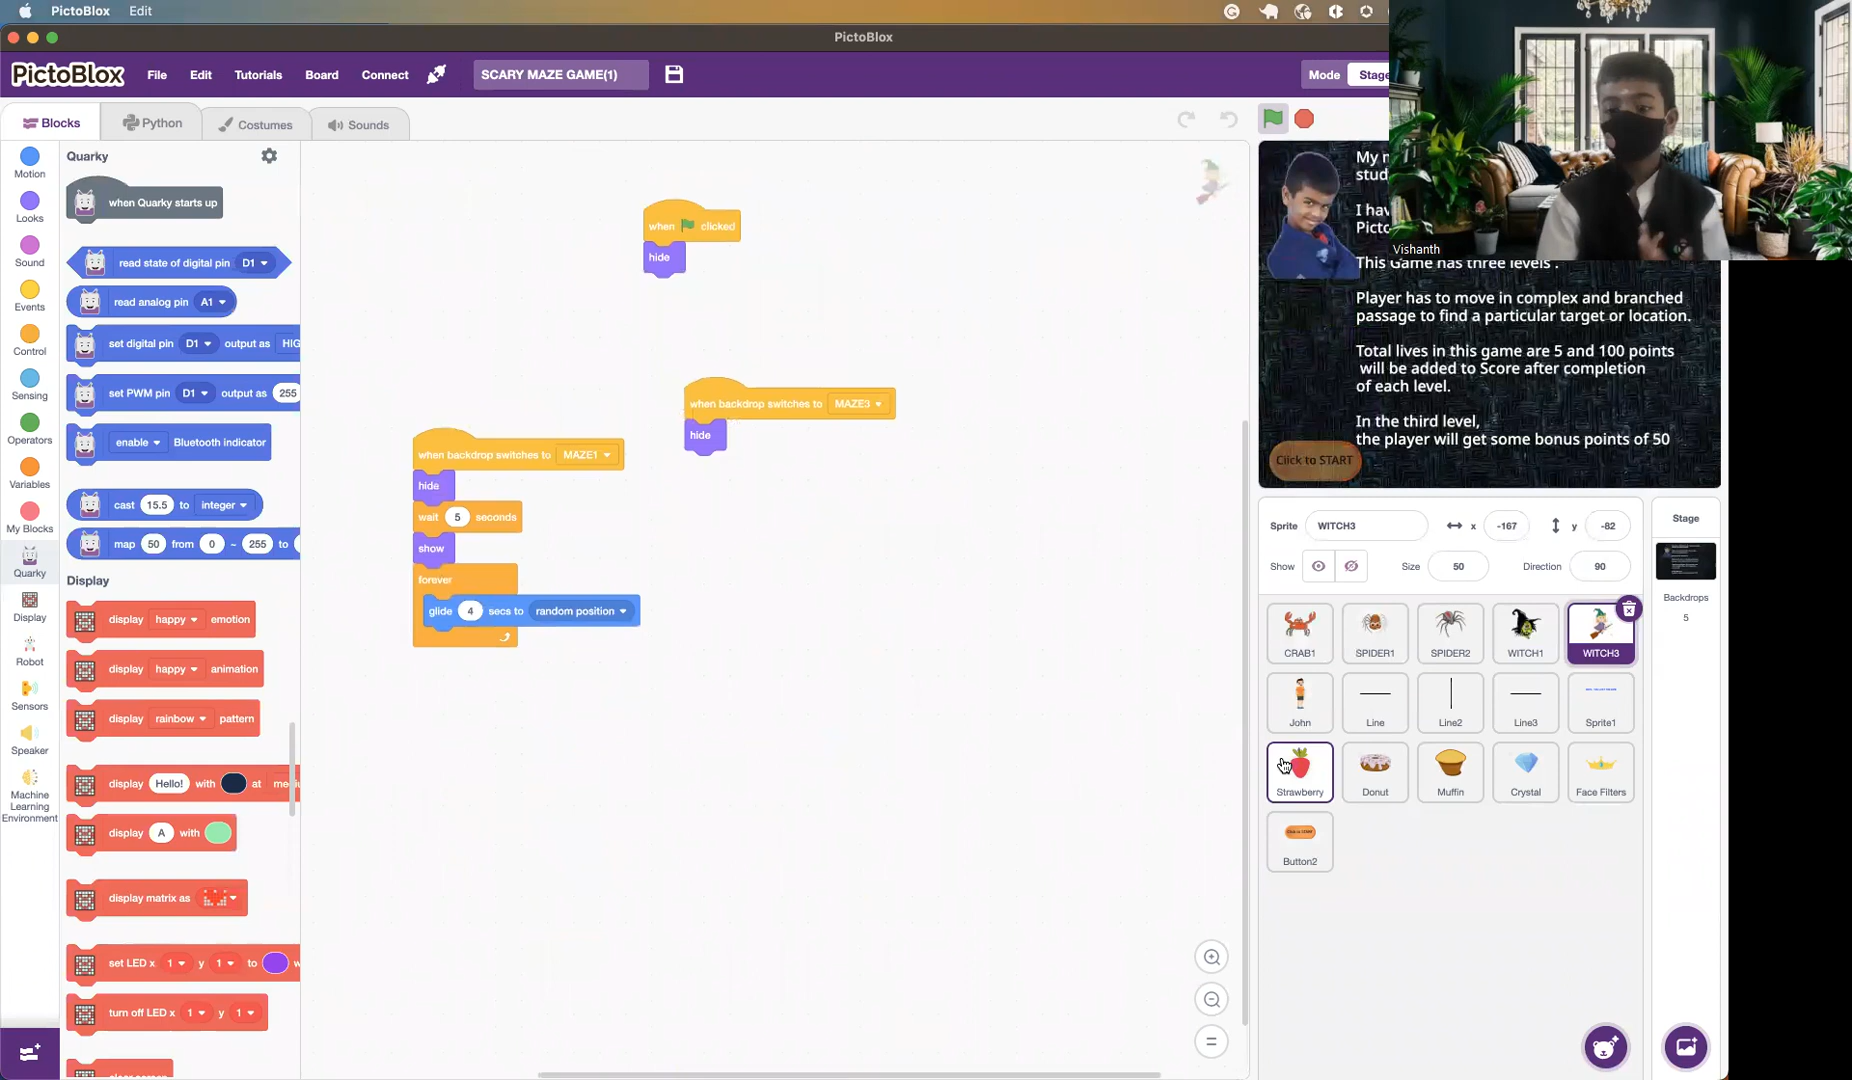 PictoBlox Edit
PictoBlox
PictoBlox File Edit Tutorials Board Connect SCARY MAZE GAME(1) Mode Stage
Blocks Python Costumes Sounds
Motion
Looks
Sound
Events
Control
Sensing
Operators
Variables
My Blocks
Quarky
Display
Robot
Sensors
Speaker
Machine
Learning
Environment
Quarky
when Quarky starts up
read state of digital pin D1
read analog pin A1
set digital pin D1 output as HIG
set PWM pin D1 output as 255
enable Bluetooth indicator
cast 15.5 to integer
map 50 from 0 ~ 255 to
Display
display happy emotion
display happy animation
display rainbow pattern
display Hello! with at
display A with
display matrix as
set LED x 1 y 1 to w
turn off LED x 1 y 1
when clicked
hide
when backdrop switches to MAZE3
hide
when backdrop switches to MAZE1
hide
wait 5 seconds
show
forever
glide 4 secs to random position
Vishanth
This Game has three levels .
Player has to move in complex and branched
passage to find a particular target or location.
Total lives in this game are 5 and 100 points
will be added to Score after completion
of each level.
In the third level,
the player will get some bonus points of 50
Click to START
Sprite WITCH3 x -167 y -82
Show Size 50 Direction 90
CRAB1 SPIDER1 SPIDER2 WITCH1 WITCH3
John Line Line2 Line3 Sprite1
Strawberry Donut Muffin Crystal Face Filters
Button2
Stage
Backdrops
5